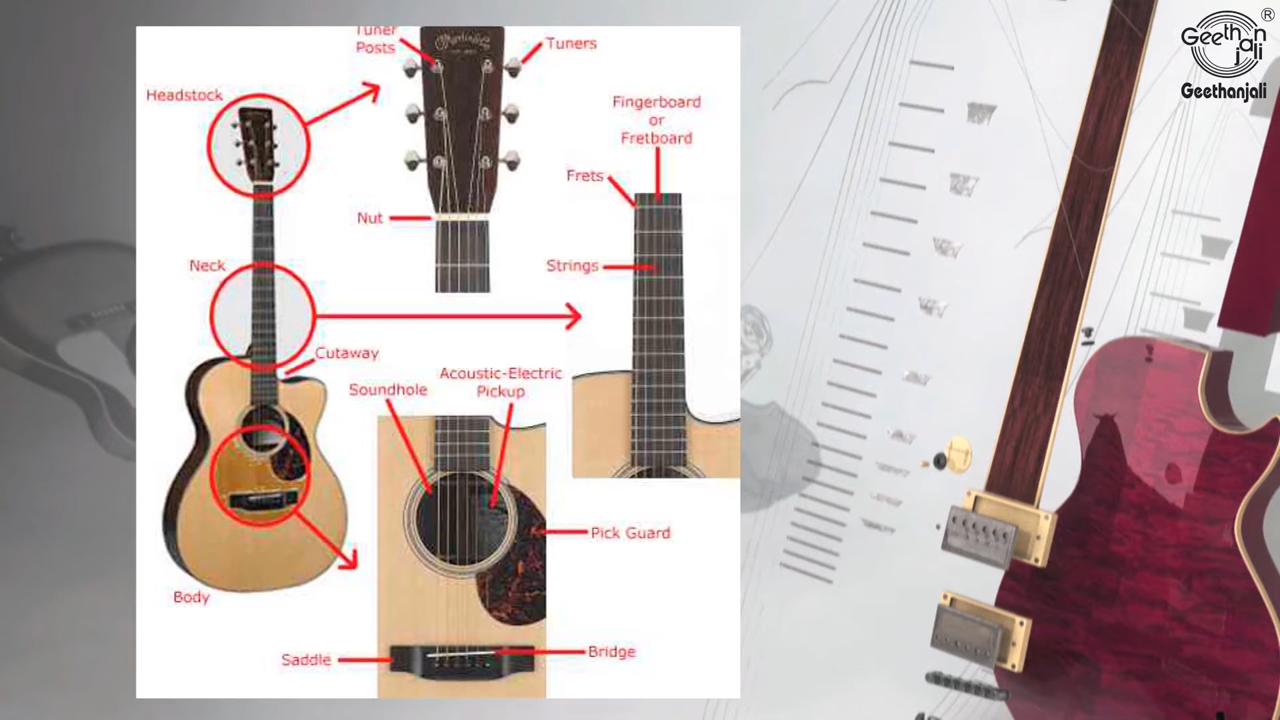 Geethanjali
®
Geethanjali
Tuner
Posts
Tuners
Headstock
Fingerboard
or
Fretboard
Frets
Nut
Strings
Neck
Cutaway
Acoustic-Electric
Pickup
Soundhole
Pick Guard
Body
Saddle
Bridge